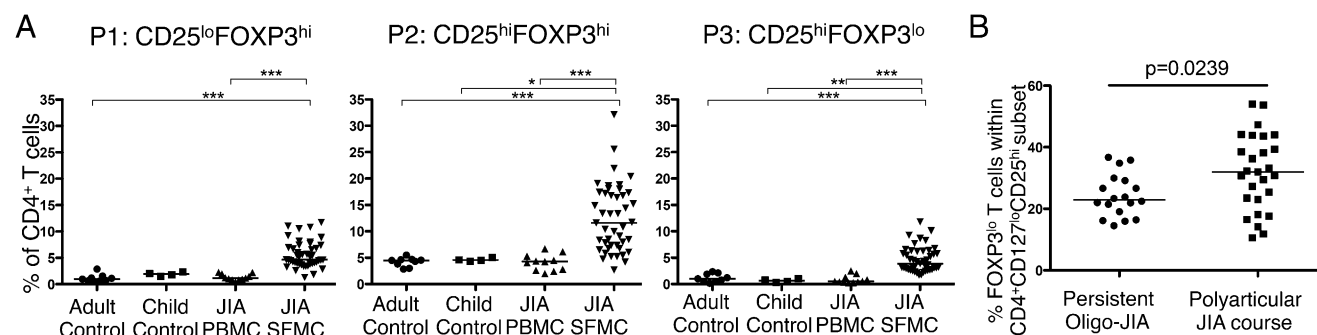 A
P1: CD25loFOXP3hi
P2: CD25hiFOXP3hi
P3: CD25hiFOXP3lo
B
***
***
***
*
***
***
**
***
p=0.0239
% of CD4+ T cells
35
30
25
20
15
10
5
0
Adult Control
Child Control
JIA PBMC
JIA SFMC
35
30
25
20
15
10
5
0
Adult Control
Child Control
JIA PBMC
JIA SFMC
35
30
25
20
15
10
5
0
Adult Control
Child Control
JIA PBMC
JIA SFMC
% FOXP3lo T cells within
CD4+CD127loCD25hi subset
60
40
20
0
Persistent
Oligo-JIA
Polyarticular
JIA course